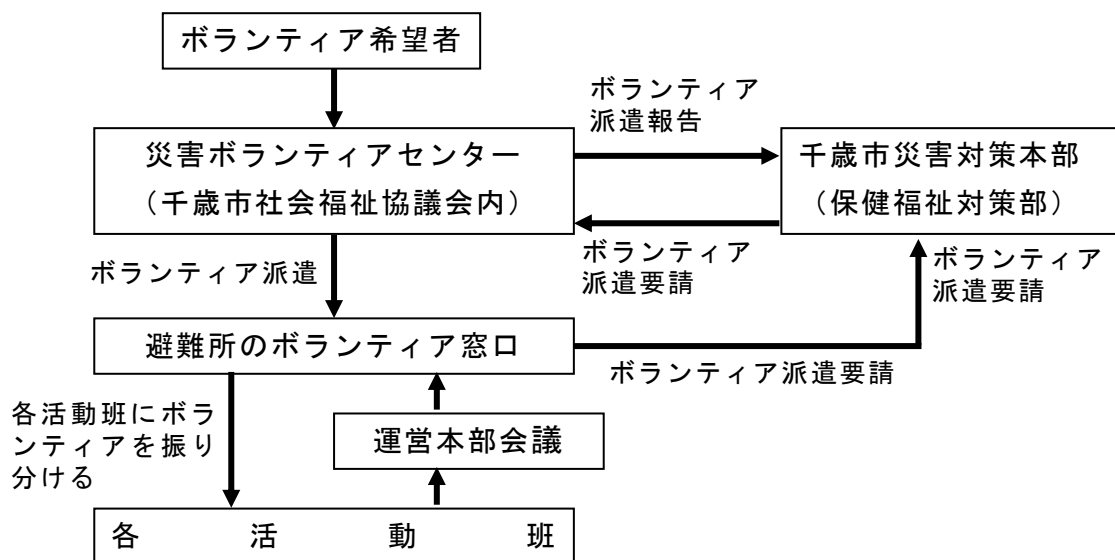 ボランティア希望者
ボランティア
派遣報告
災害ボランティアセンター
（千歳市社会福祉協議会内）
千歳市災害対策本部
（保健福祉対策部）
ボランティア派遣
ボランティア
派遣要請
ボランティア
派遣要請
避難所のボランティア窓口
ボランティア派遣要請
各活動班にボラ
ンティアを振り
分ける
運営本部会議
各活動班